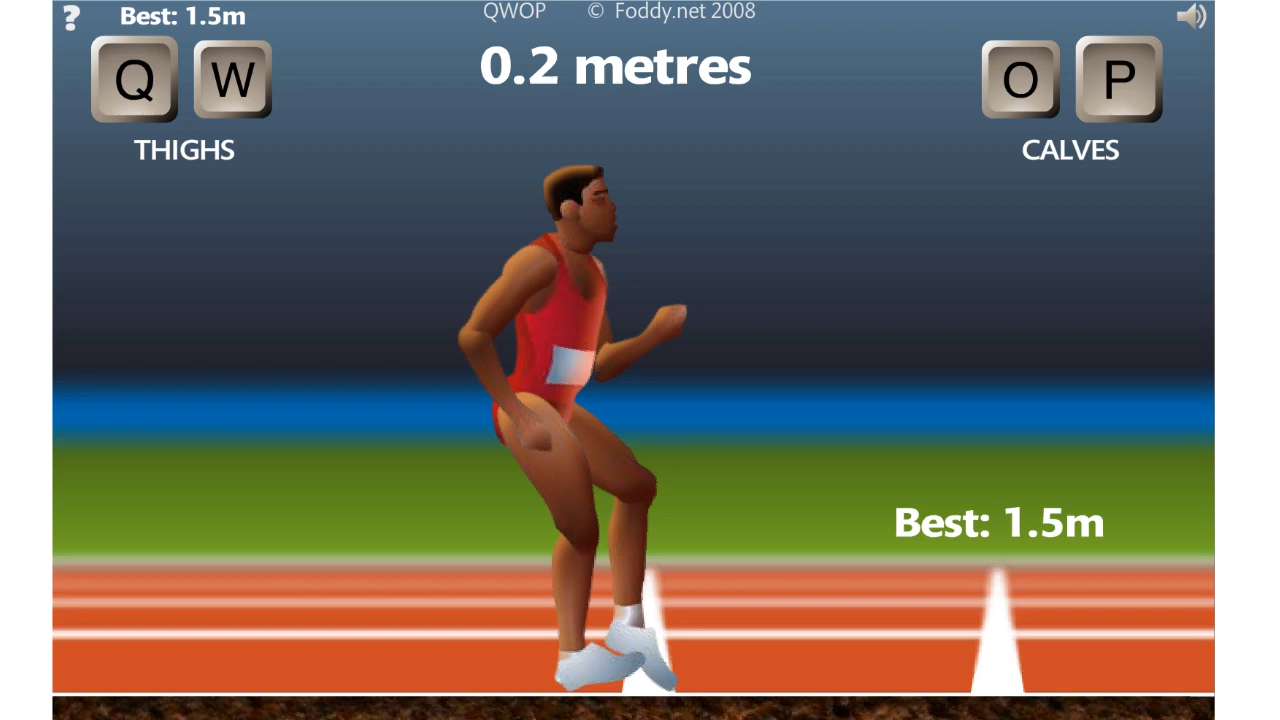 QWOP © Foddy.net 2008
? Best: 1.5m
0.2 metres
Q W O P
THIGHS CALVES
Best: 1.5m